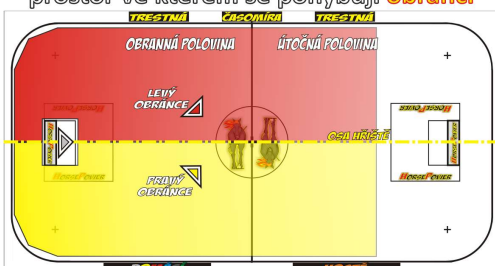 prostor ve kterém se pohybují obránci
TRESTNÁ ČASOMÍRA TRESTNÁ
OBRANNÁ POLOVINA ÚTOČNÁ POLOVINA
HorsePower HorsePower
LEVÝ
OBRÁNCE
OSA HŘIŠTĚ
PRAVÝ
OBRÁNCE
HorsePower HorsePower